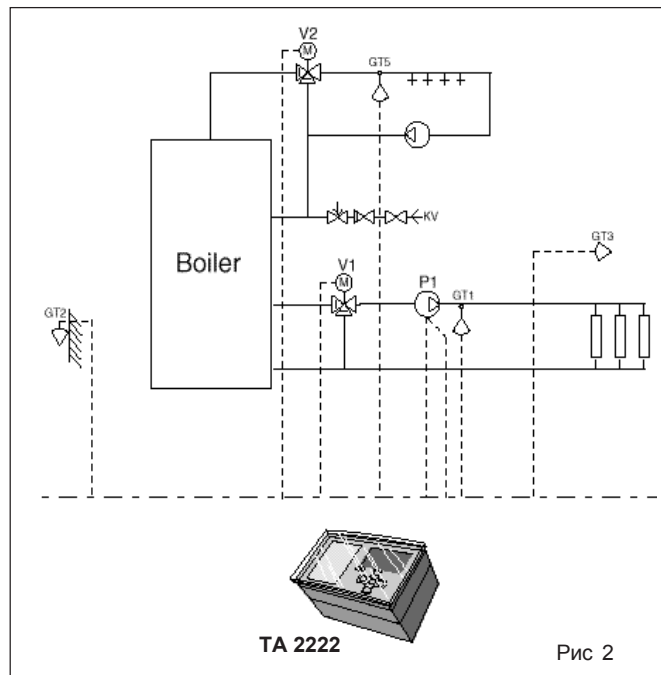 V2
M
GT5
KV
Boiler
GT3
V1
M
P1
GT1
GT2
TA 2222
Рис 2